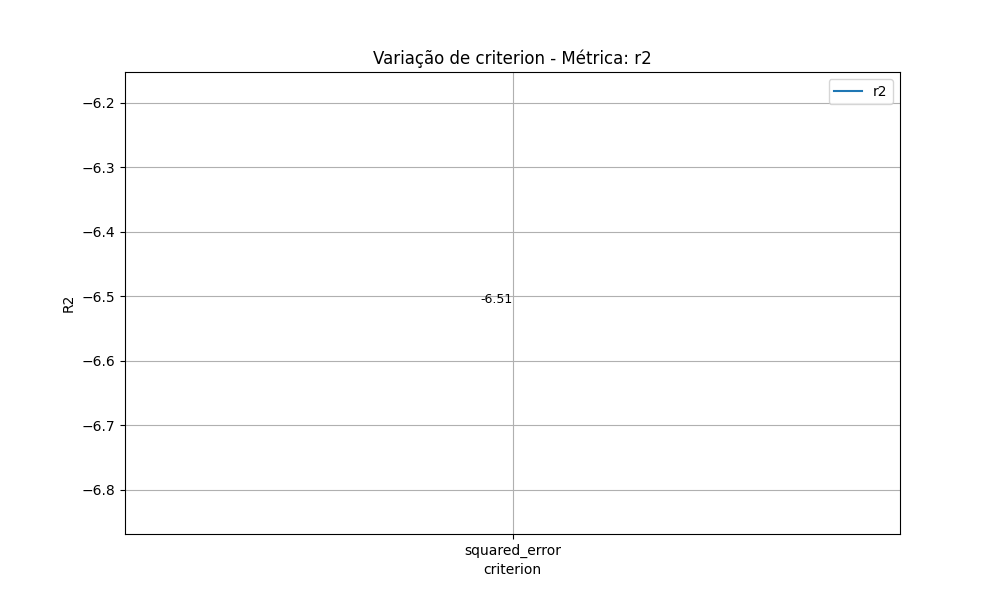 Variação de criterion - Métrica: r2
r2
−6.2
−6.3
−6.4
−6.5
−6.6
−6.7
−6.8
R2
-6.51
squared_error
criterion